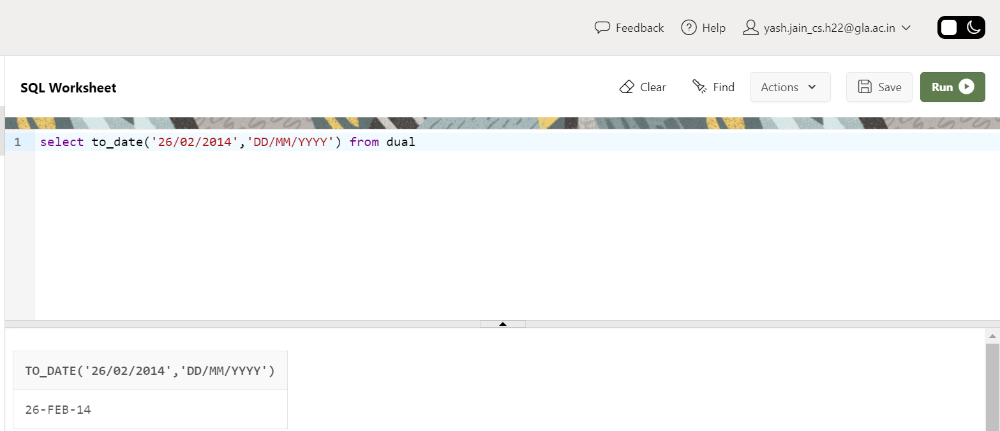 Feedback Help yash.jain_cs.h22@gla.ac.in
SQL Worksheet Clear Find Actions Save Run
1 select to_date('26/02/2014','DD/MM/YYYY') from dual
TO_DATE('26/02/2014','DD/MM/YYYY')
26-FEB-14